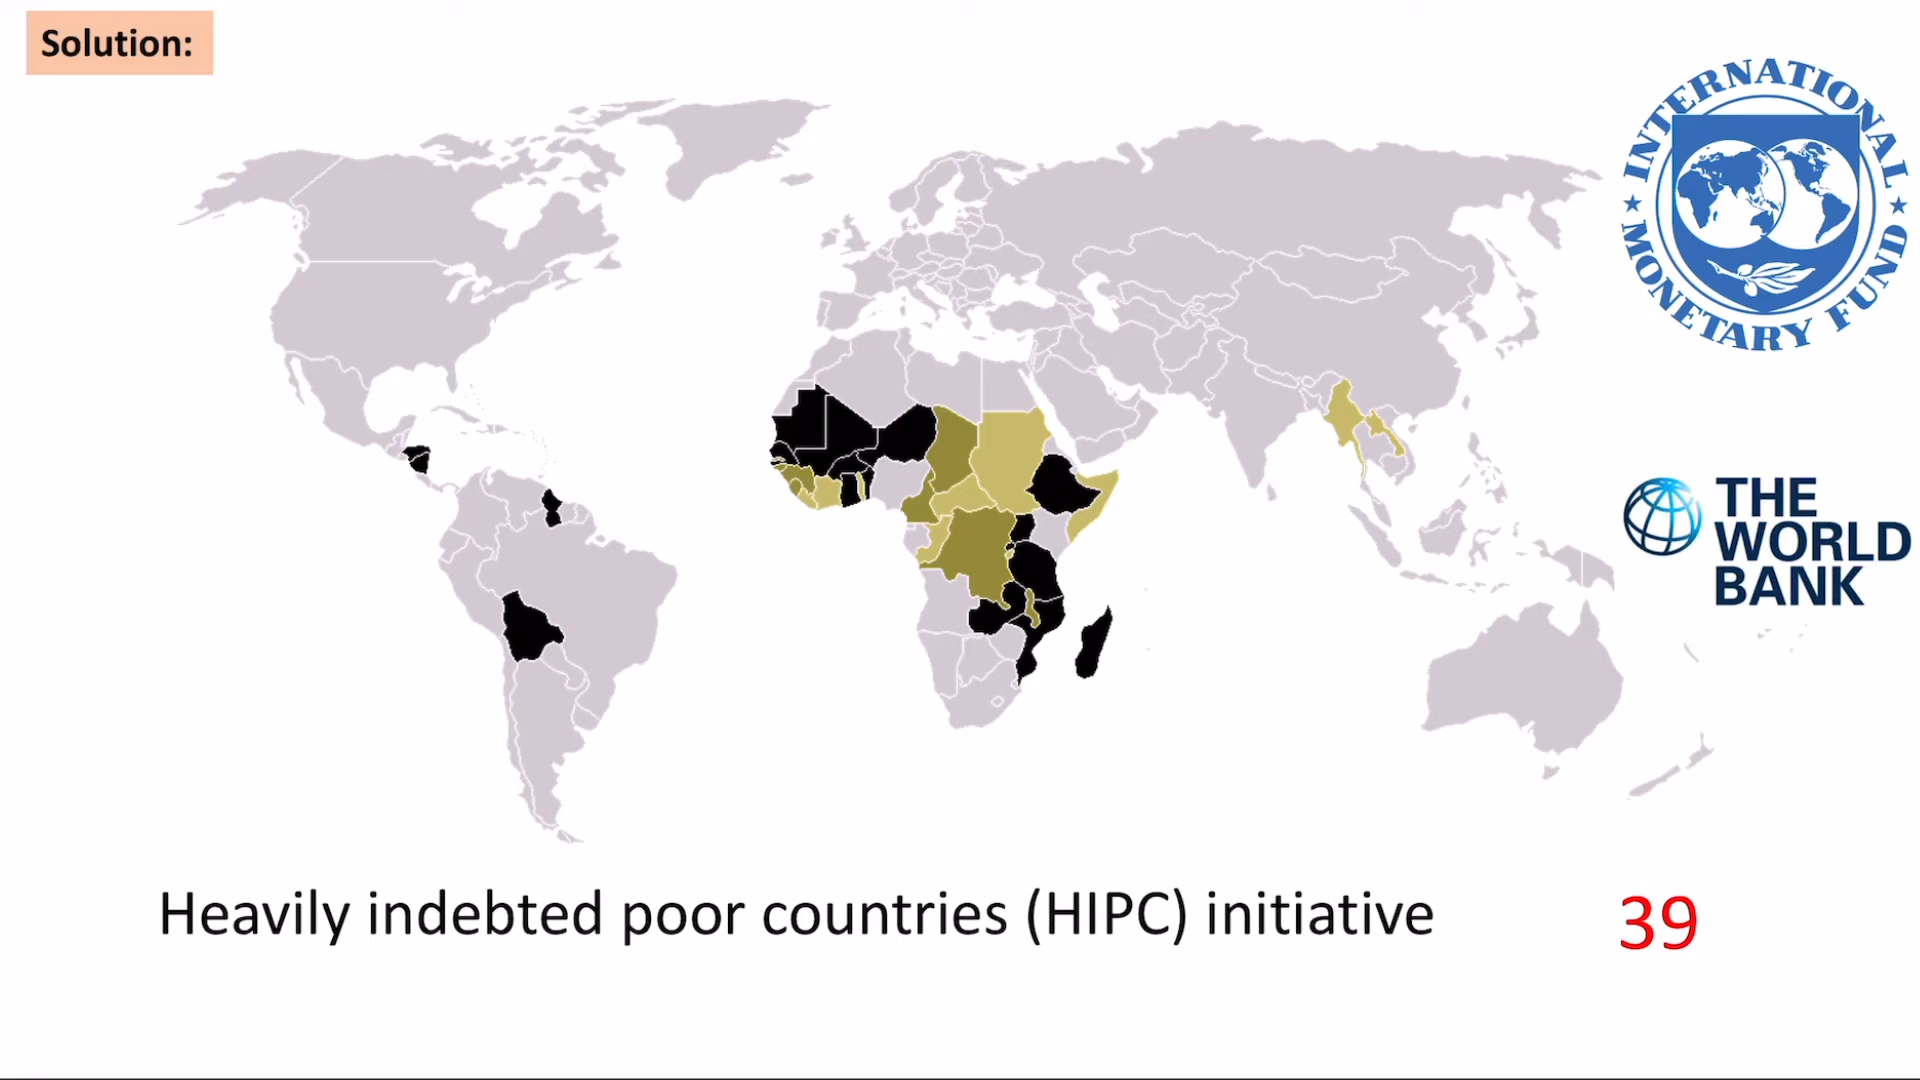 Solution:
INTERNATIONAL
MONETARY FUND
THE
WORLD
BANK
Heavily indebted poor countries (HIPC) initiative
39